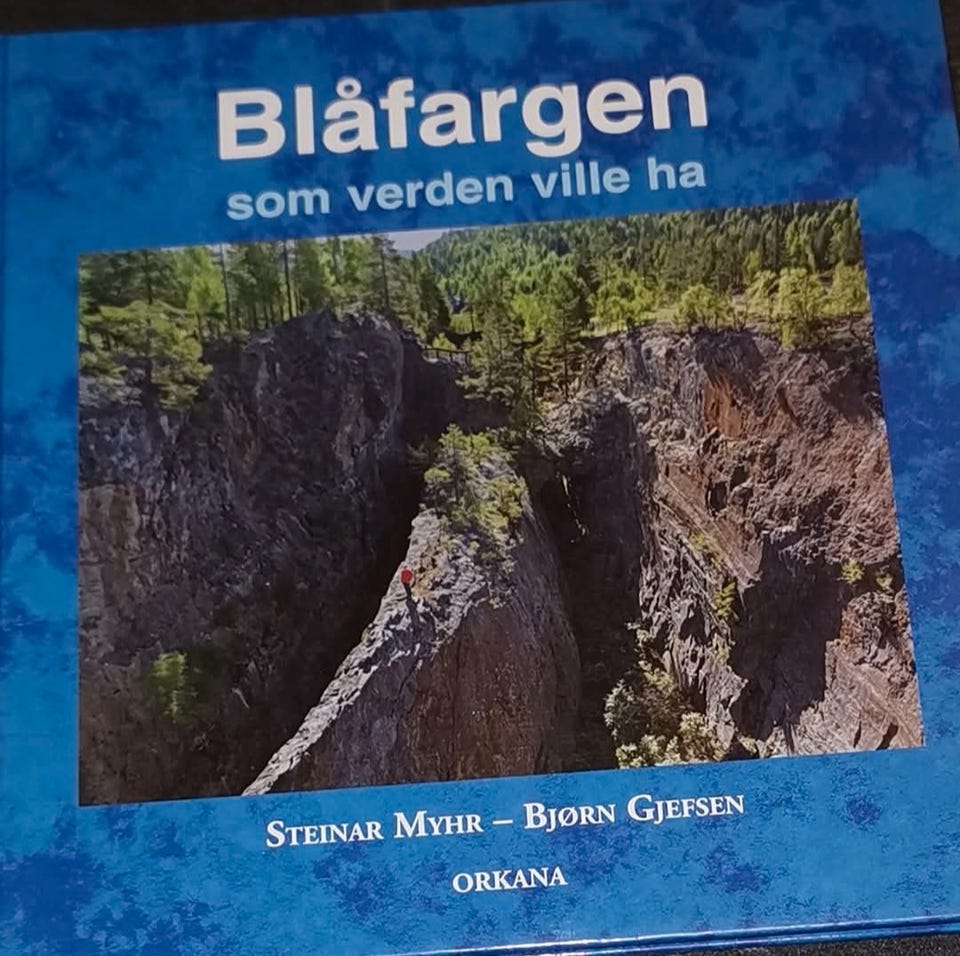 Blåfargen
som verden ville ha
Steinar Myhr – Bjørn Gjefsen
ORKANA